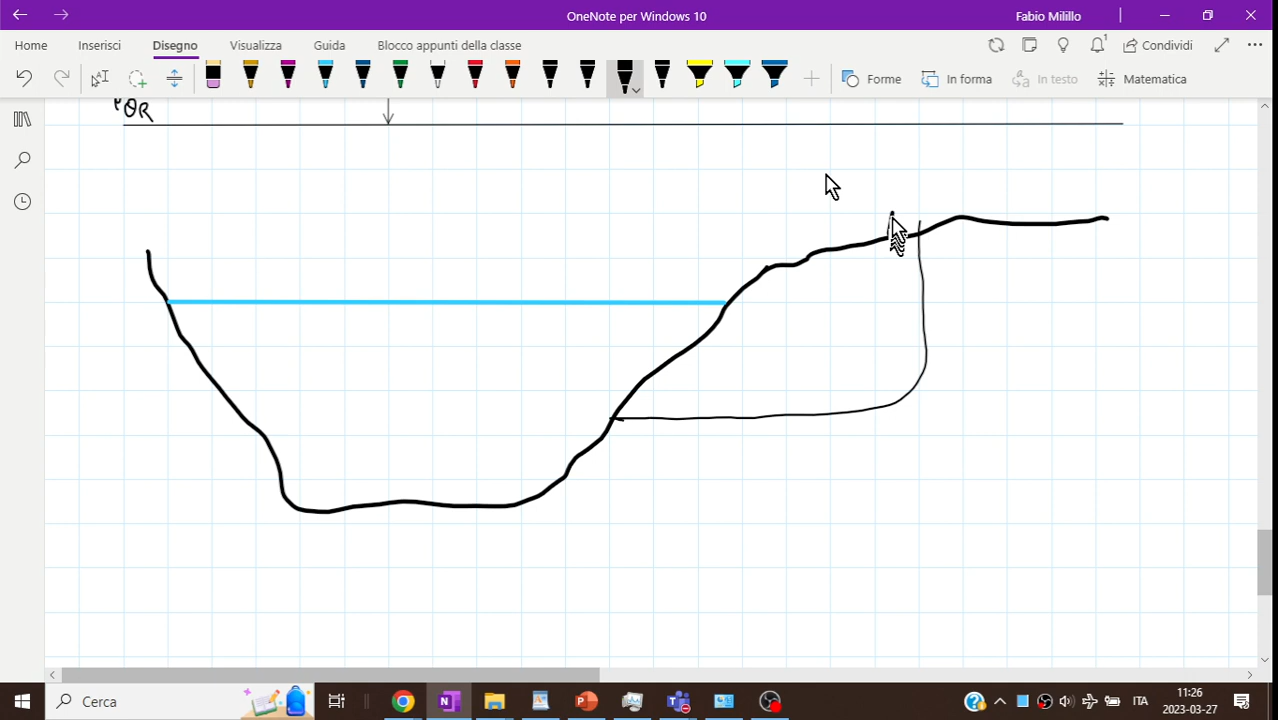 OneNote per Windows 10
Fabio Milillo
Home Inserisci Disegno Visualizza Guida Blocco appunti della classe
Condividi
Forme In forma In testo Matematica
Cerca
ITA
11:26
2023-03-27